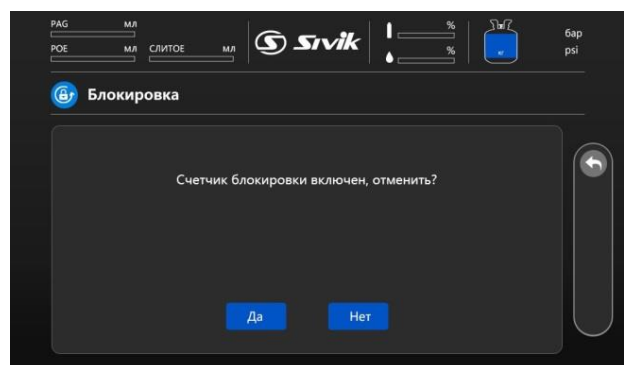 PAG мл
POE мл СЛИТОЕ мл
Sivik
%
%
кг
бар
psi
Блокировка
Счетчик блокировки включен, отменить?
Да Нет